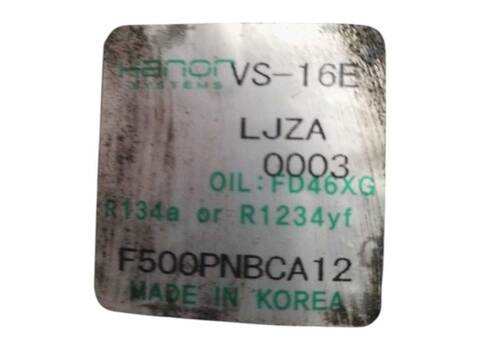 Hanon VS-16E
SYSTEMS
LJZA
0003
OIL:FD46XG
R134a or R1234yf
F500PNBCA12
MADE IN KOREA